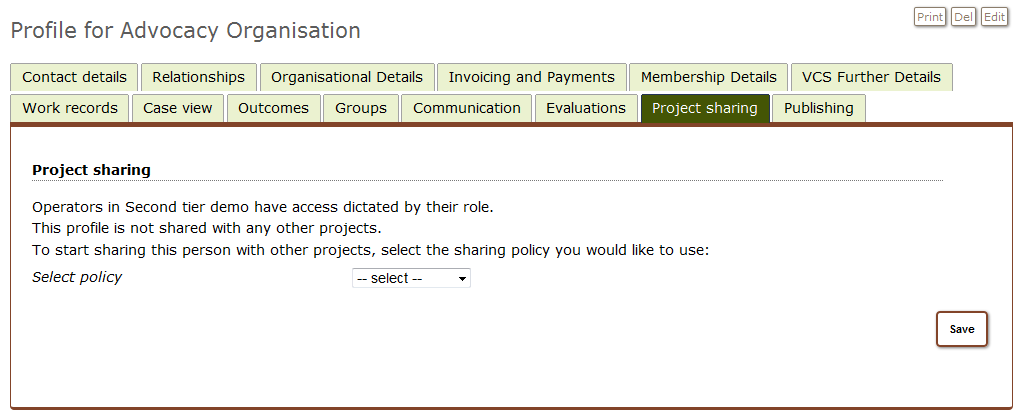 Print Del Edit
Profile for Advocacy Organisation
Contact details Relationships Organisational Details Invoicing and Payments Membership Details VCS Further Details
Work records Case view Outcomes Groups Communication Evaluations Project sharing Publishing
Project sharing
Operators in Second tier demo have access dictated by their role.
This profile is not shared with any other projects.
To start sharing this person with other projects, select the sharing policy you would like to use:
Select policy -- select --
Save